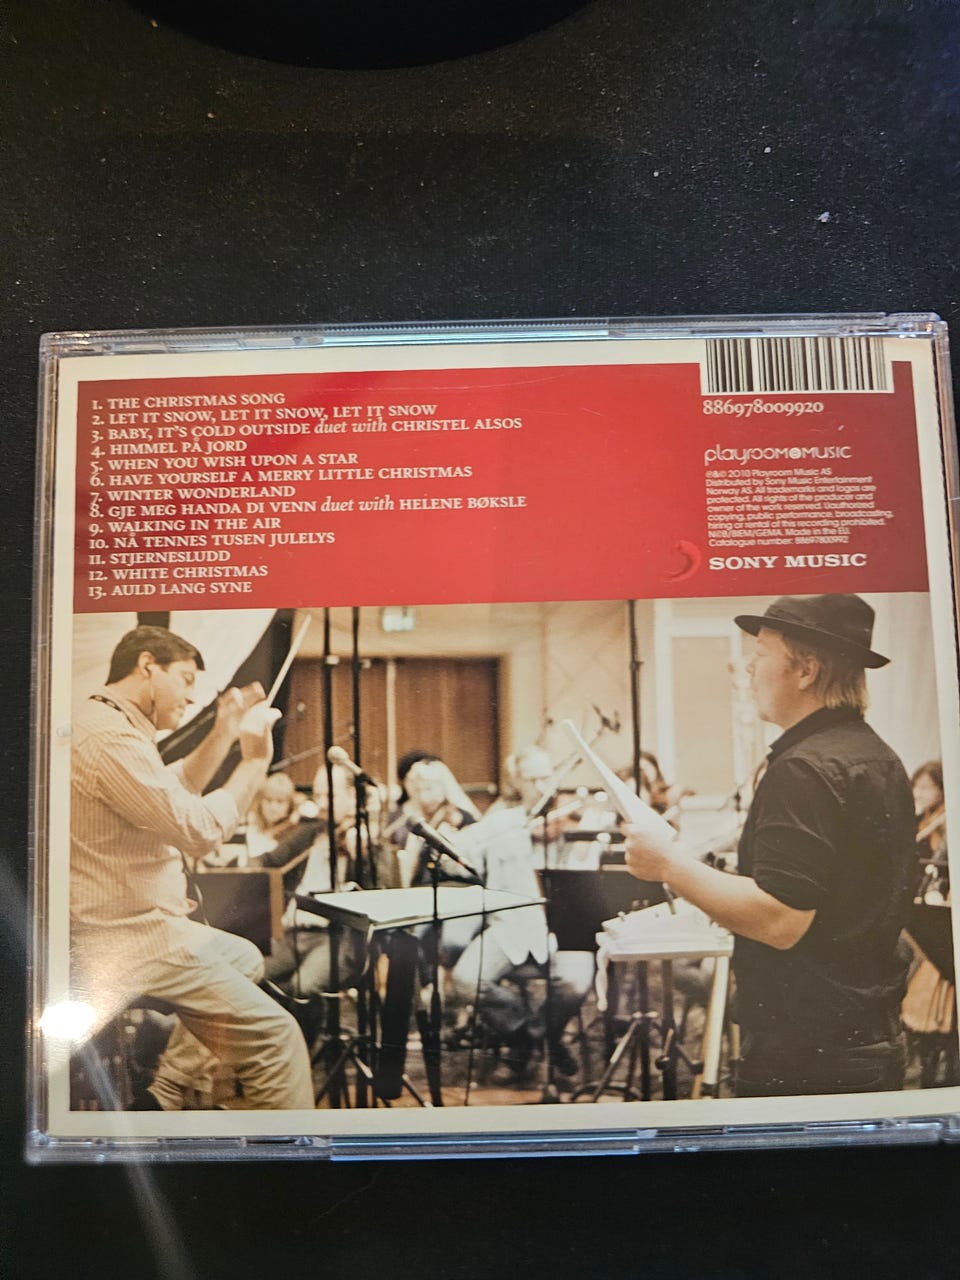 1. THE CHRISTMAS SONG
2. LET IT SNOW, LET IT SNOW, LET IT SNOW
3. BABY, IT'S COLD OUTSIDE duet with CHRISTEL ALSOS
4. HIMMEL PÅ JORD
5. WHEN YOU WISH UPON A STAR
6. HAVE YOURSELF A MERRY LITTLE CHRISTMAS
7. WINTER WONDERLAND
8. GJE MEG HANDA DI VENN duet with HELENE BØKSLE
9. WALKING IN THE AIR
10. NÅ TENNES TUSEN JULELYS
11. STJERNESLUDD
12. WHITE CHRISTMAS
13. AULD LANG SYNE
886978009920
playroom music
℗&© 2010 Playroom Music AS
Distributed by Sony Music Entertainment
Norway AS. All trademarks and logos are
protected. All rights of the producer and
owner of the work reserved. Unauthorized
copying, public performance, broadcasting,
hiring or rental of this recording prohibited.
N©B/BIEM/GEMA. Made in the EU.
Catalogue number: 88697800992
SONY MUSIC